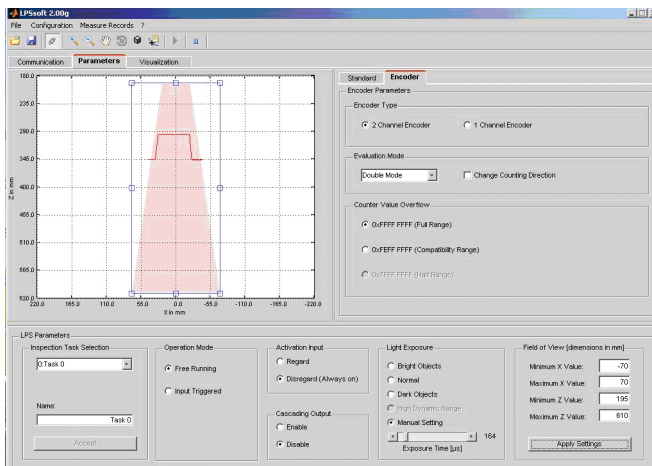 LPSsoft 2.00g
File Configuration Measure Records ?
Communication Parameters Visualization
180.0
235.0
290.0
345.0
400.0
455.0
510.0
565.0
620.0
Z in mm
220.0 165.0 110.0 55.0 0.0 -55.0 -110.0 -165.0 -220.0
X in mm
Standard Encoder
Encoder Parameters
Encoder Type
2 Channel Encoder 1 Channel Encoder
Evaluation Mode
Double Mode Change Counting Direction
Counter Value Overflow
0xFFFF FFFF (Full Range)
0xFEFF FFFF (Compatibility Range)
0x7FFF FFFF (Half Range)
LPS Parameters
Inspection Task Selection
0:Task 0
Name:
Task 0
Accept
Operation Mode
Free Running
Input Triggered
Activation Input
Regard
Disregard (Always on)
Cascading Output
Enable
Disable
Light Exposure
Bright Objects
Normal
Dark Objects
High Dynamic Range
Manual Setting
164
Exposure Time [µs]
Field of View [dimensions in mm]
Minimum X Value: -70
Maximum X Value: 70
Minimum Z Value: 195
Maximum Z Value: 610
Apply Settings